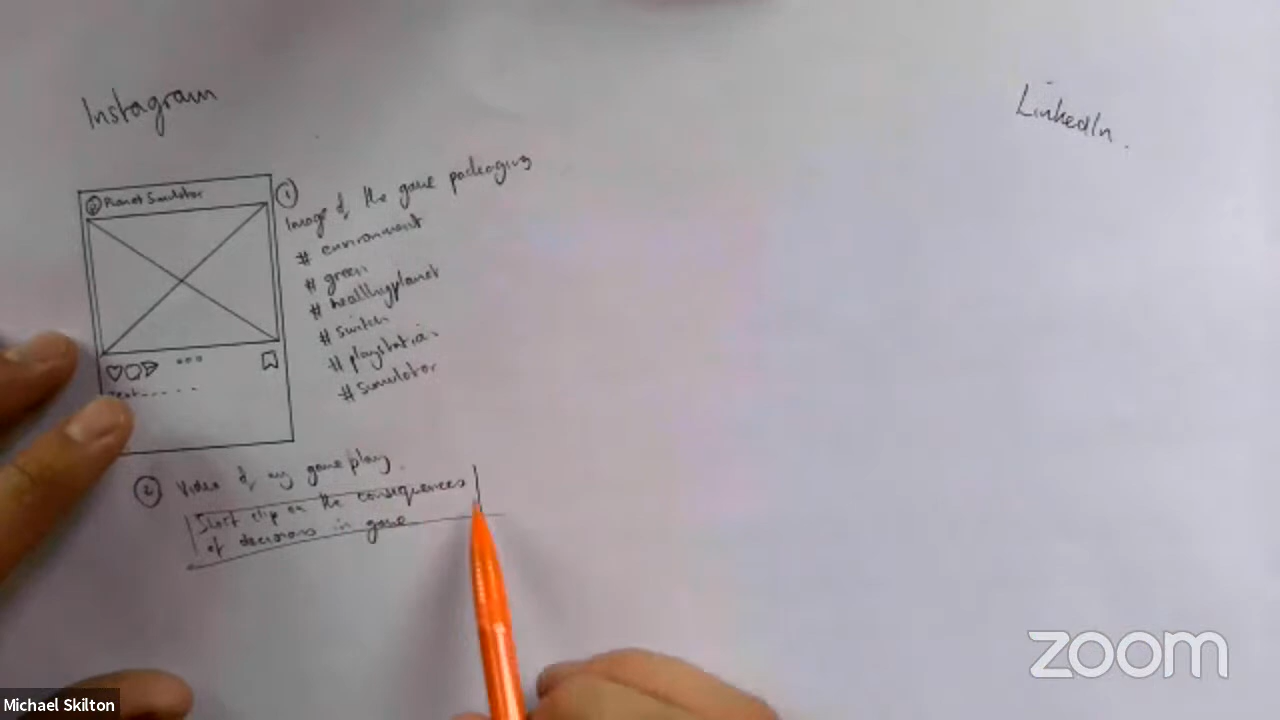 Instagram
LinkedIn.
Planet Simulator
①
Image of the game packaging
# environment
# green
# healthyplanet
# switch
# playstation
# Simulator
Text.....
② Video of my game play.
Short clip on the consequences
of decisions in game
Michael Skilton
ZOOM